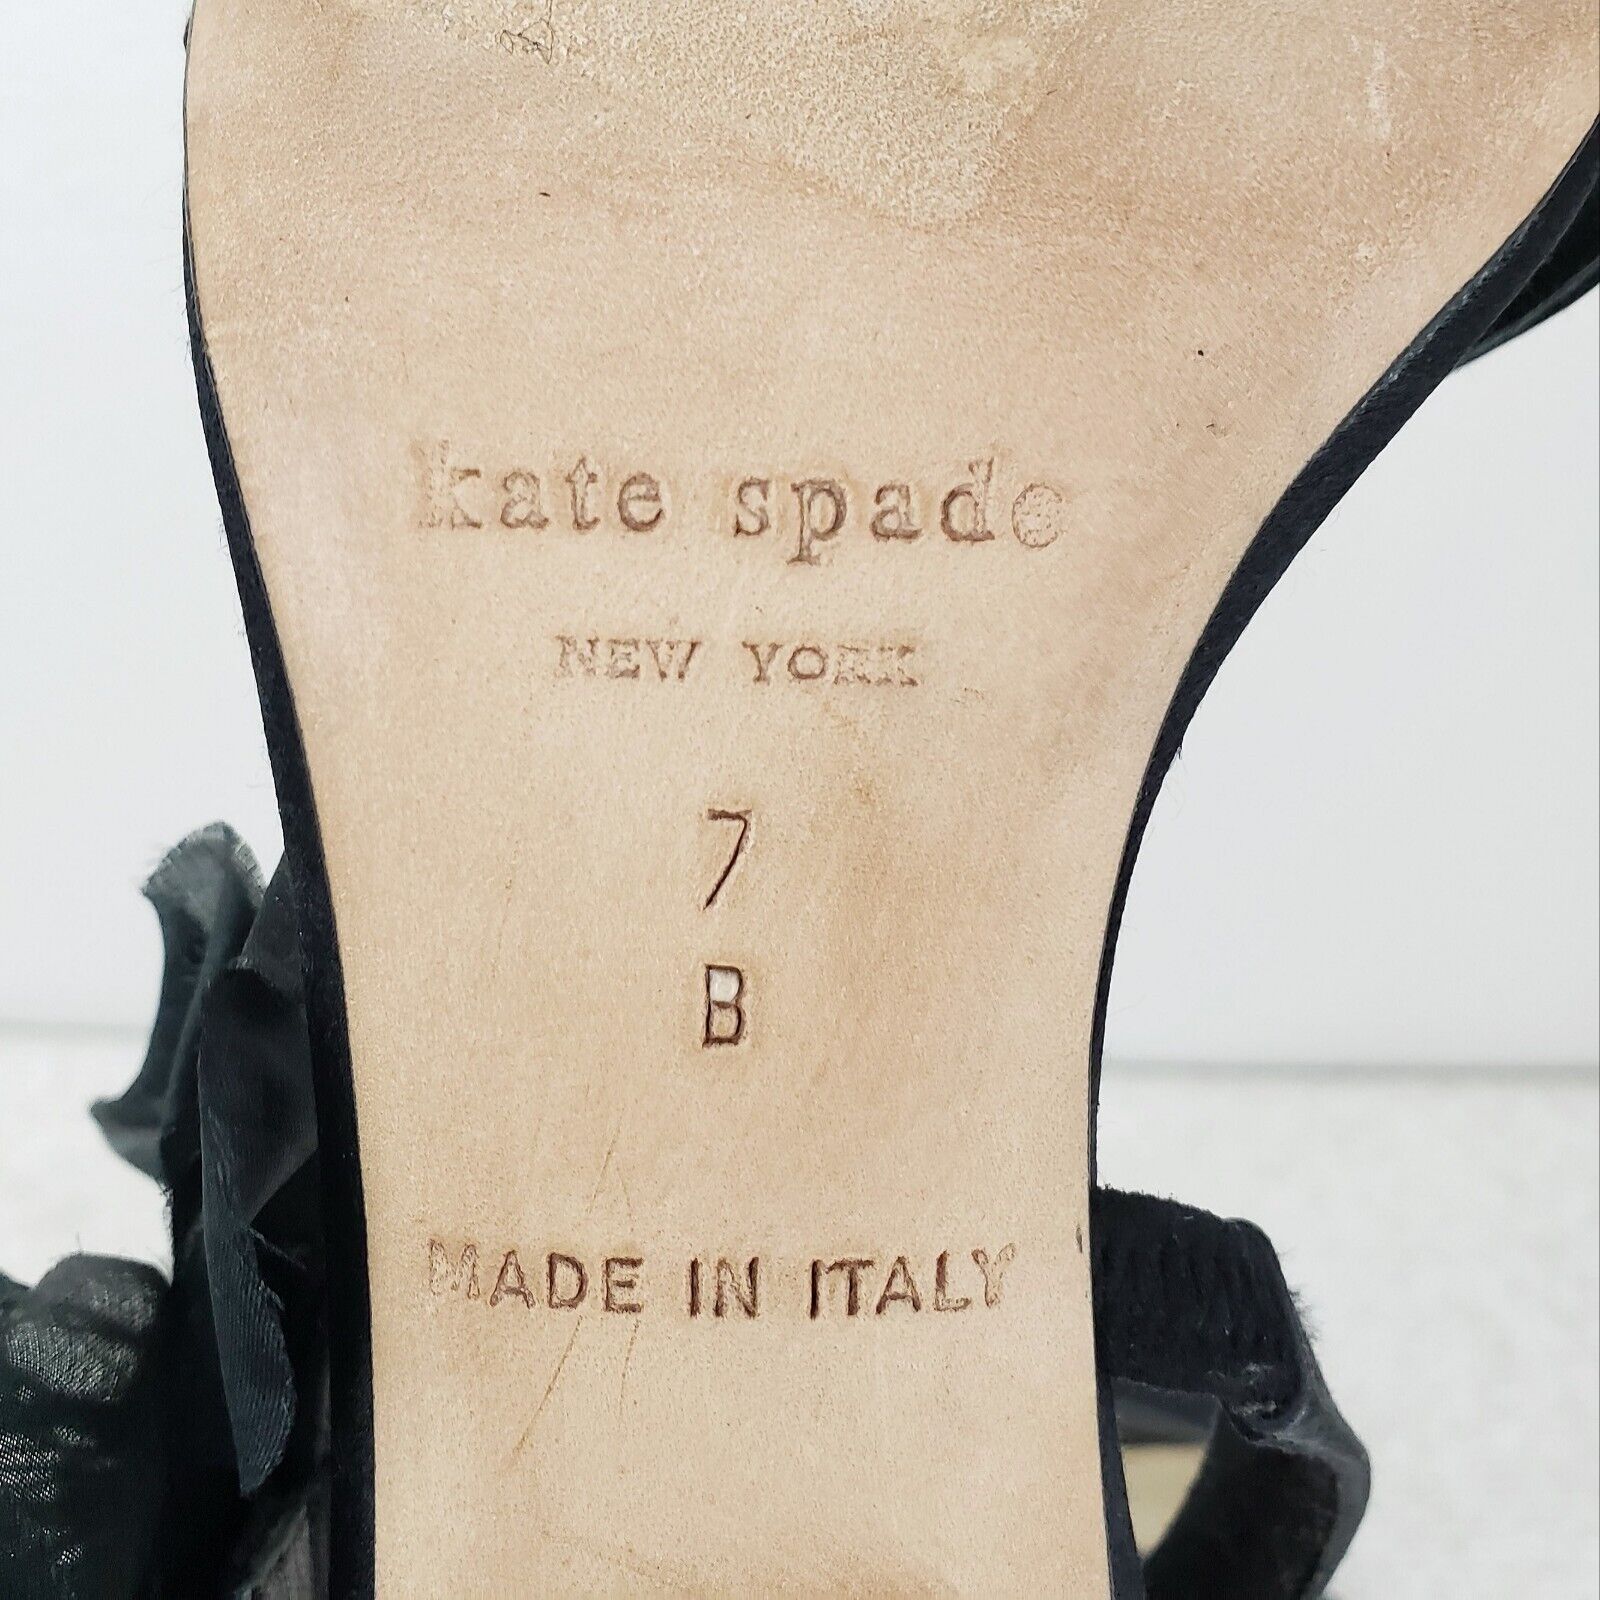 kate spade
NEW YORK
7
B
MADE IN ITALY